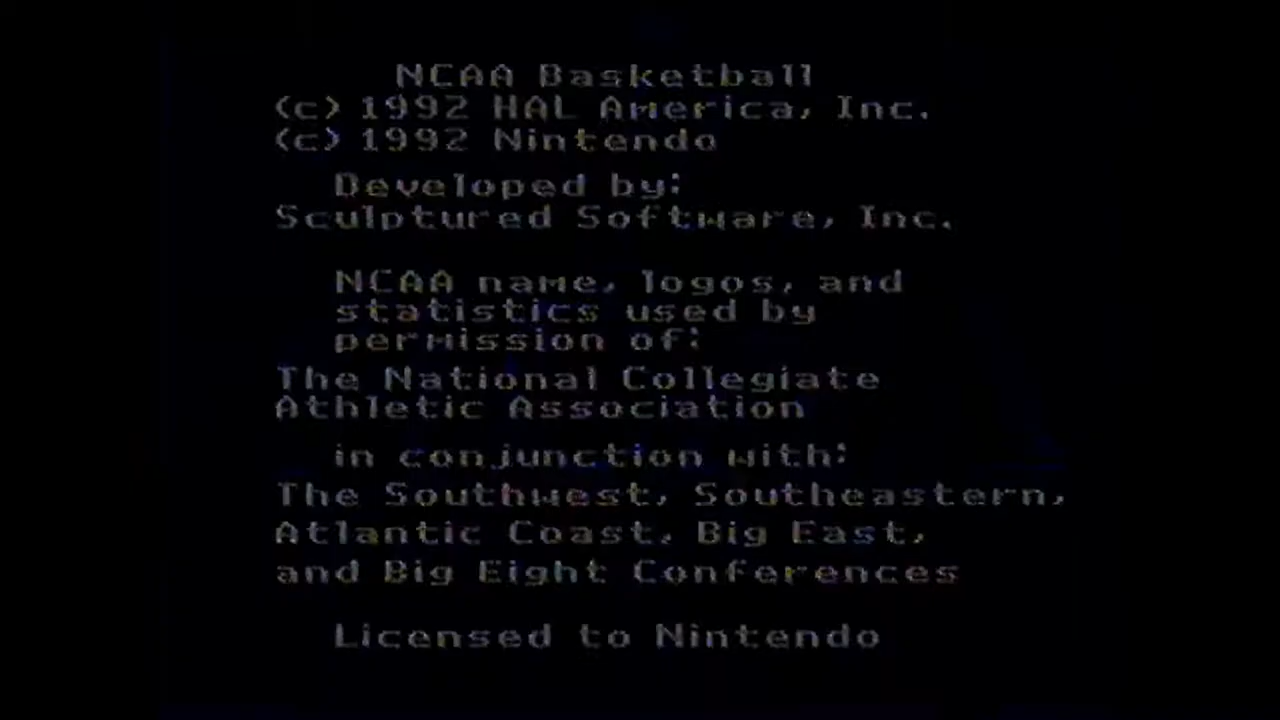 NCAA Basketball
(c) 1992 HAL America, Inc.
(c) 1992 Nintendo
Developed by:
Sculptured Software, Inc.
NCAA name, logos, and
statistics used by
permission of:
The National Collegiate
Athletic Association
in conjunction with:
The Southwest, Southeastern,
Atlantic Coast, Big East,
and Big Eight Conferences
Licensed to Nintendo